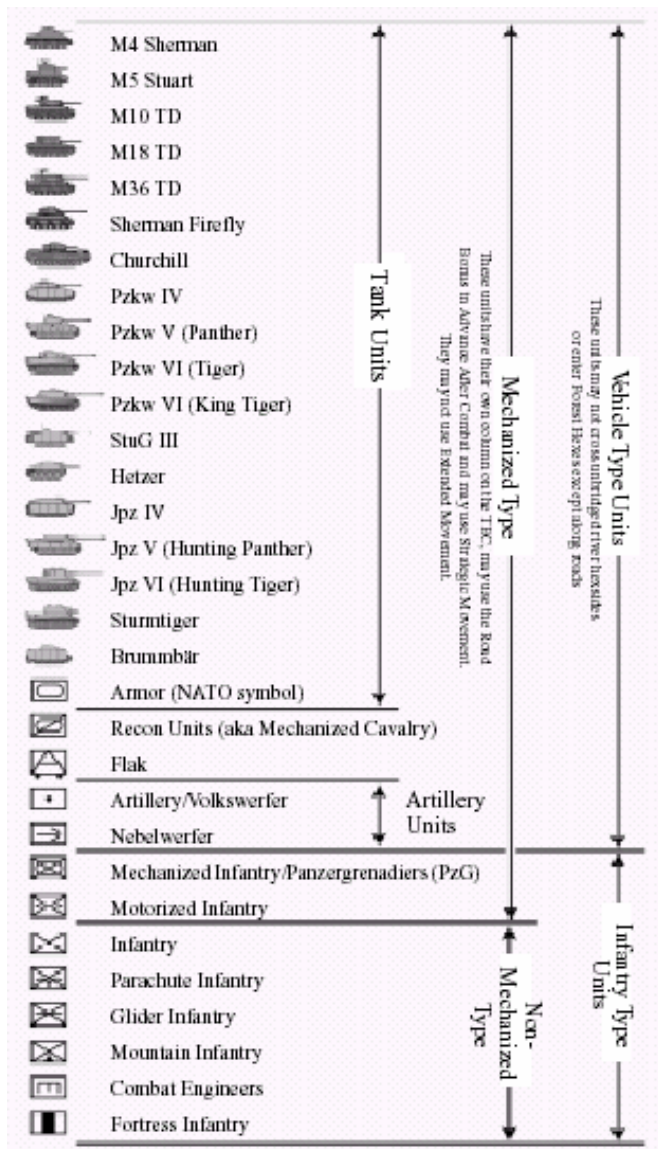 M4 Sherman
M5 Stuart
M10 TD
M18 TD
M36 TD
Sherman Firefly
Churchill
Pzkw IV
Pzkw V (Panther)
Pzkw VI (Tiger)
Pzkw VI (King Tiger)
StuG III
Hetzer
Jpz IV
Jpz V (Hunting Panther)
Jpz VI (Hunting Tiger)
Sturmtiger
Brummbär
Armor (NATO symbol)
Recon Units (aka Mechanized Cavalry)
Flak
Artillery/Volkswerfer
Nebelwerfer
Mechanized Infantry/Panzergrenadiers (PzG)
Motorized Infantry
Infantry
Parachute Infantry
Glider Infantry
Mountain Infantry
Combat Engineers
Fortress Infantry
Tank Units
Artillery
Units
Mechanized Type
These units have their own column on the TEC, may use the Road
Bonus in Advance After Combat and may use Strategic Movement.
They may not use Extended Movement.
Non-
Mechanized
Type
Vehicle Type Units
These units may not cross unbridged river hexsides
or enter Forest Hexes except along roads
Infantry Type
Units